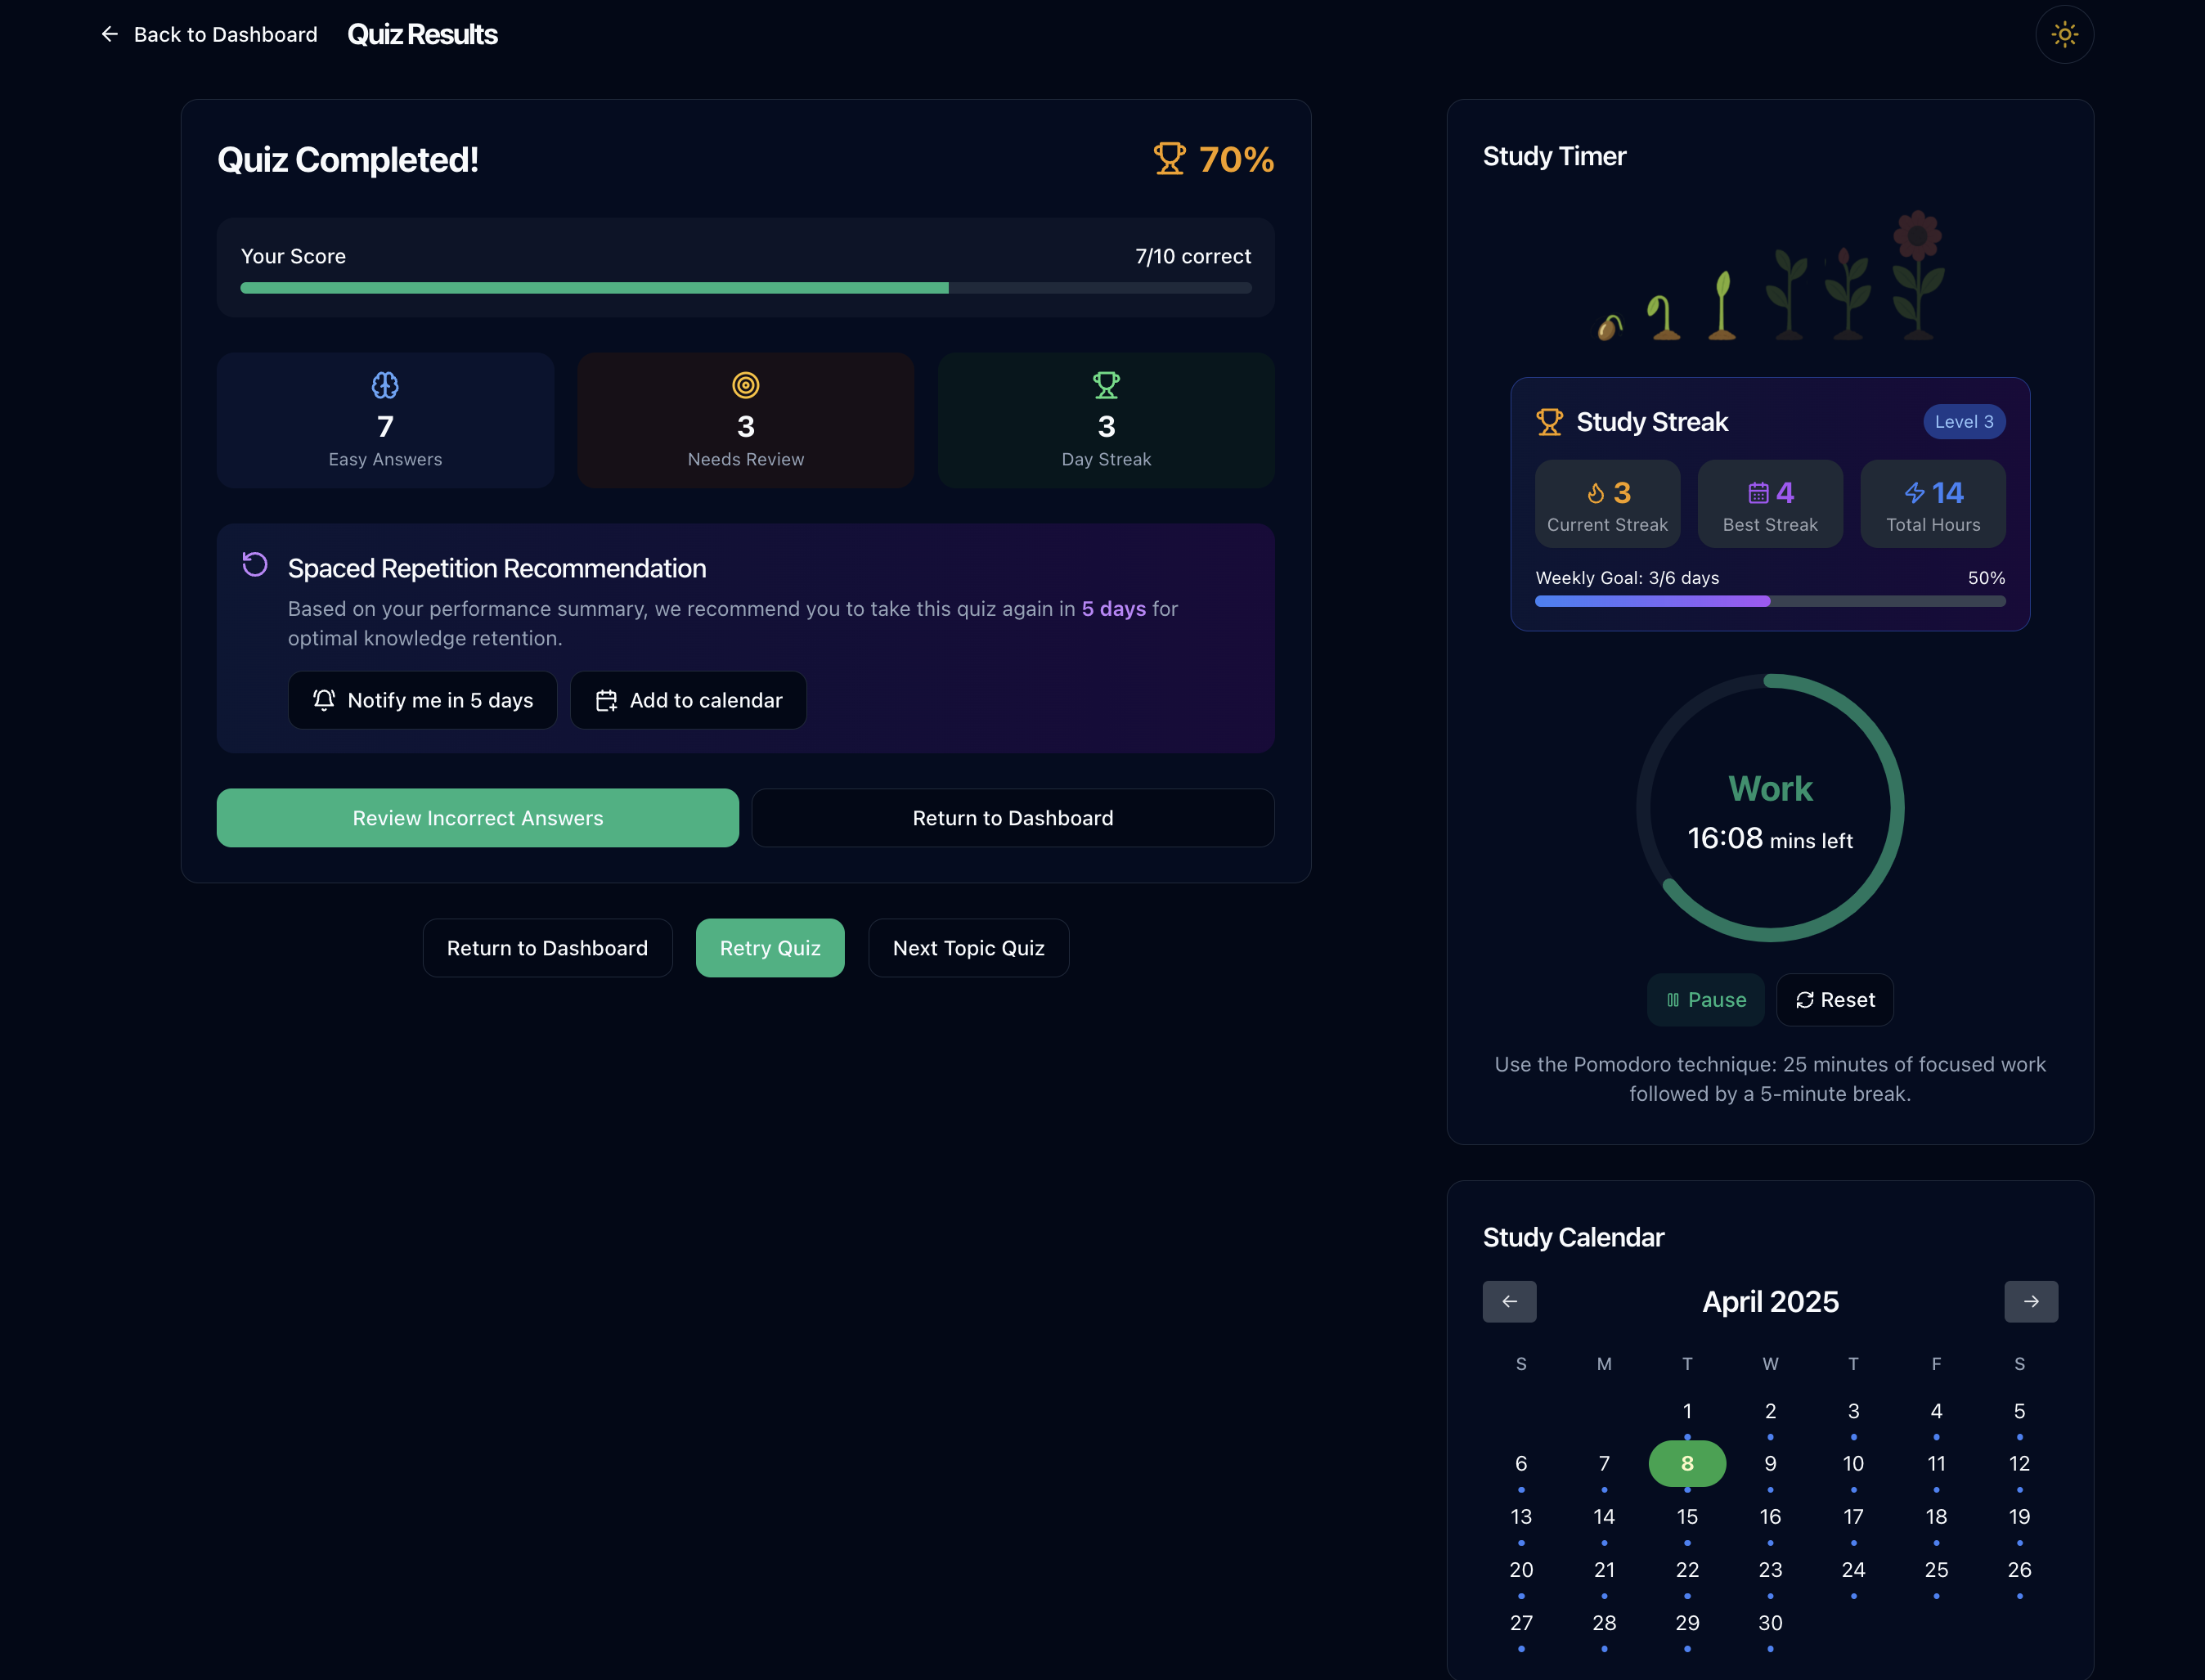 Back to Dashboard
Quiz Results
Quiz Completed!
70%
Your Score
7/10 correct
7
Easy Answers
3
Needs Review
3
Day Streak
Spaced Repetition Recommendation
Based on your performance summary, we recommend you to take this quiz again in 5 days for
optimal knowledge retention.
Notify me in 5 days
Add to calendar
Review Incorrect Answers
Return to Dashboard
Return to Dashboard
Retry Quiz
Next Topic Quiz
Study Timer
Study Streak
Level 3
3
Current Streak
4
Best Streak
14
Total Hours
Weekly Goal: 3/6 days
50%
Work
16:08 mins left
Pause
Reset
Use the Pomodoro technique: 25 minutes of focused work
followed by a 5-minute break.
Study Calendar
April 2025
S M T W T F S
1 2 3 4 5
6 7 8 9 10 11 12
13 14 15 16 17 18 19
20 21 22 23 24 25 26
27 28 29 30